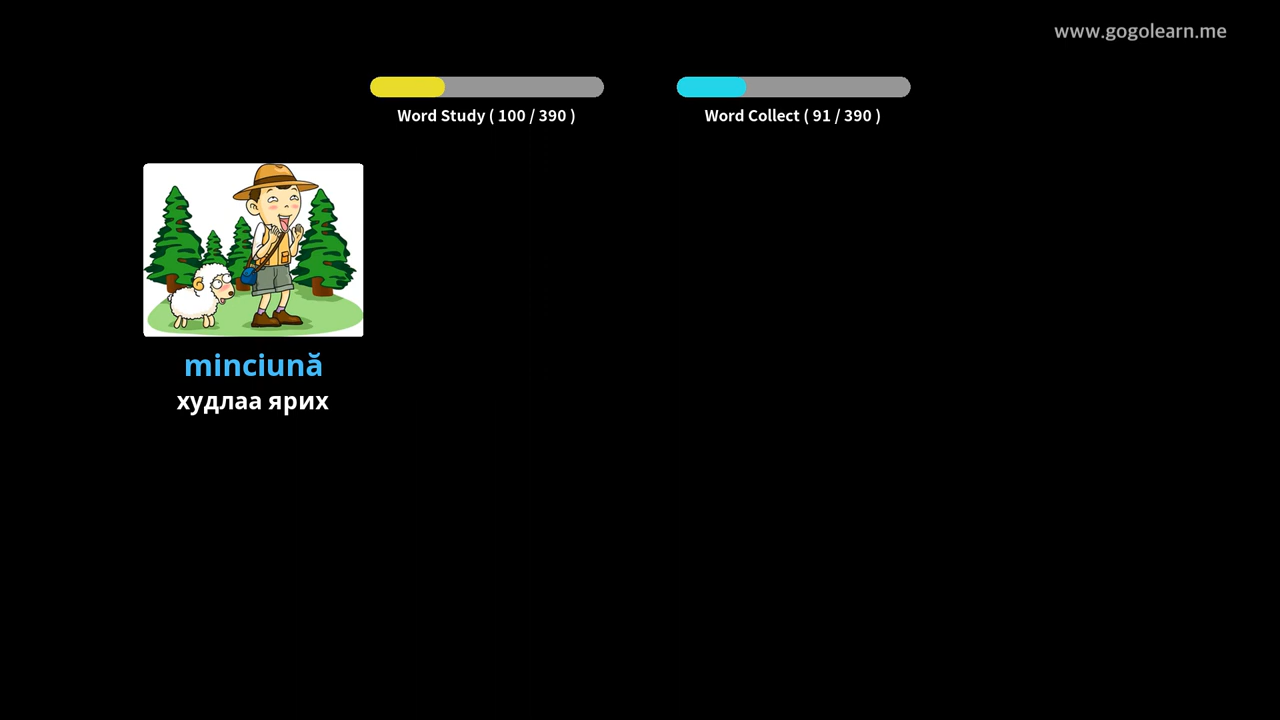 www.gogolearn.me
Word Study ( 100 / 390 )
Word Collect ( 91 / 390 )
minciună
худлаа ярих